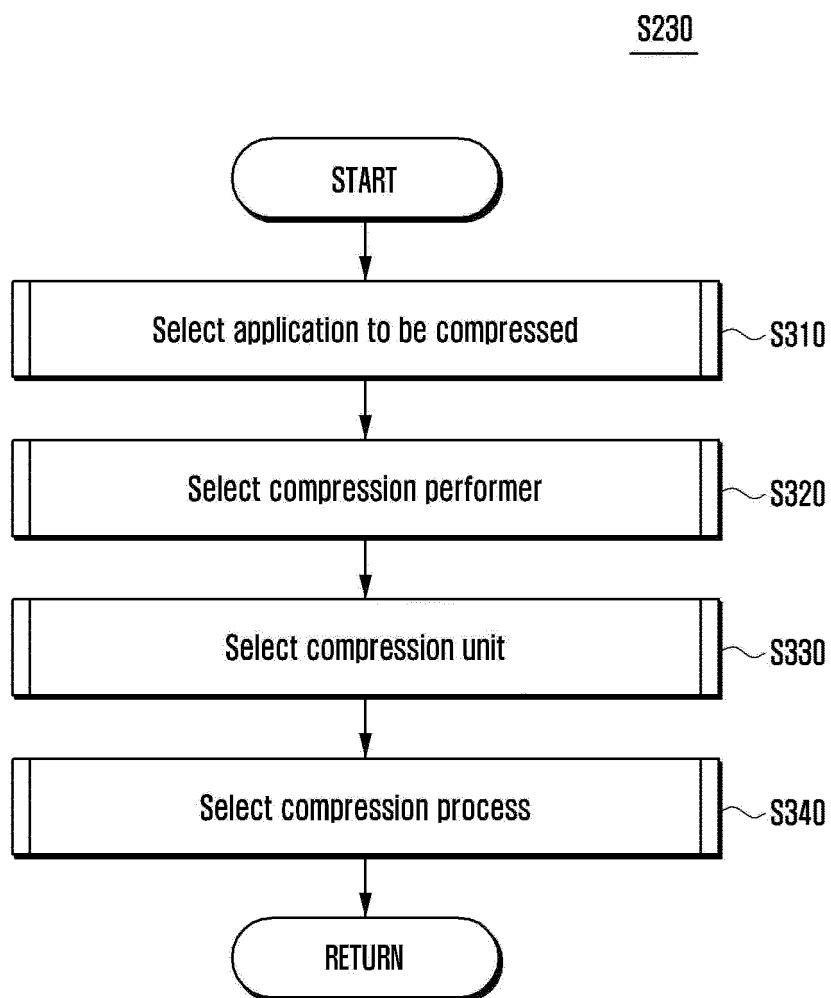 S230
START
Select application to be compressed
S310
Select compression performer
S320
Select compression unit
S330
Select compression process
S340
RETURN